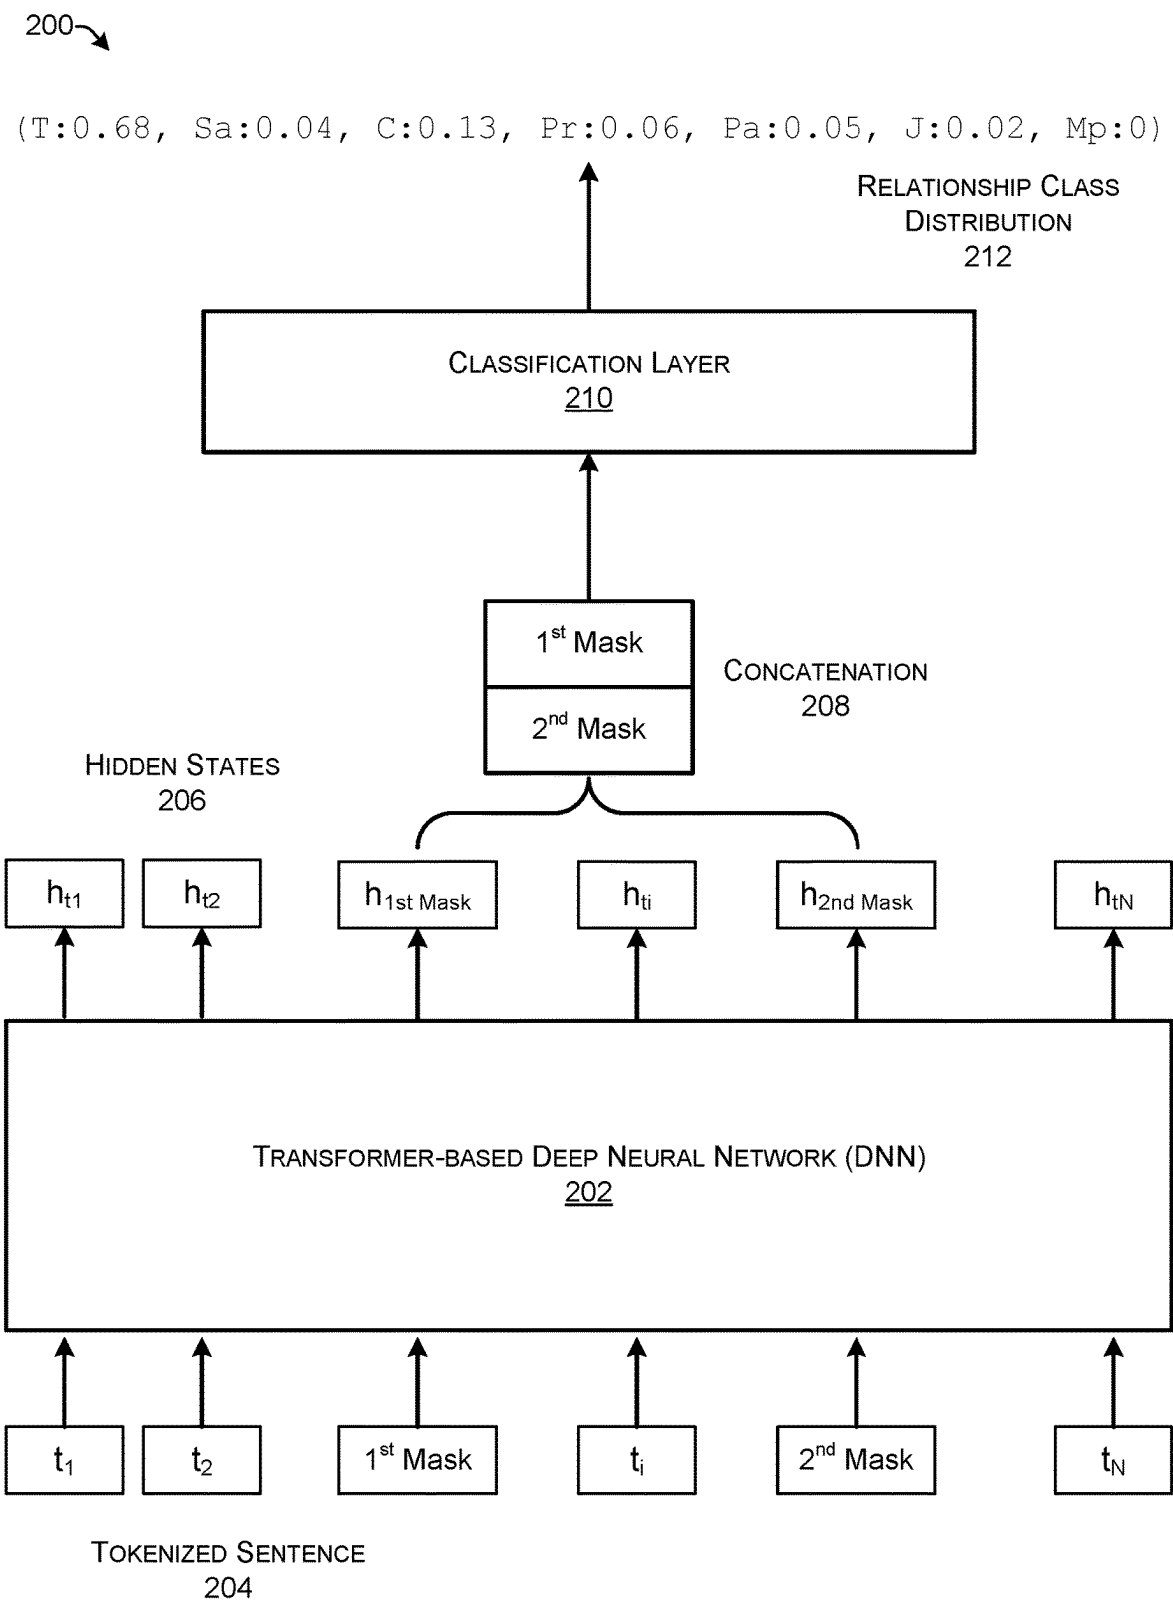 200
(T:0.68, Sa:0.04, C:0.13, Pr:0.06, Pa:0.05, J:0.02, Mp:0)
RELATIONSHIP CLASS
DISTRIBUTION
212
CLASSIFICATION LAYER
210
1st Mask
2nd Mask
CONCATENATION
208
HIDDEN STATES
206
ht1 ht2 h1st Mask hti h2nd Mask htN
TRANSFORMER-BASED DEEP NEURAL NETWORK (DNN)
202
t1 t2 1st Mask ti 2nd Mask tN
TOKENIZED SENTENCE
204